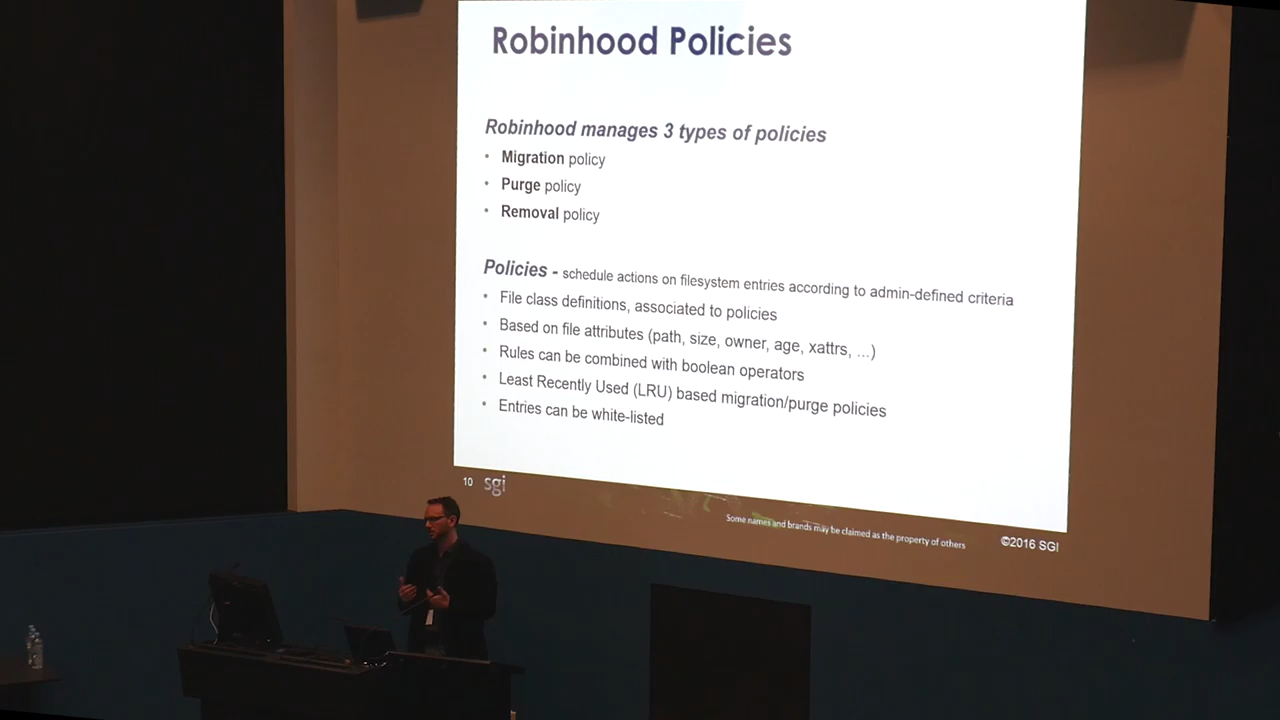 Robinhood Policies
Robinhood manages 3 types of policies
• Migration policy
• Purge policy
• Removal policy
Policies - schedule actions on filesystem entries according to admin-defined criteria
• File class definitions, associated to policies
• Based on file attributes (path, size, owner, age, xattrs, ...)
• Rules can be combined with boolean operators
• Least Recently Used (LRU) based migration/purge policies
• Entries can be white-listed
10 sgi
Some names and brands may be claimed as the property of others
©2016 SGI